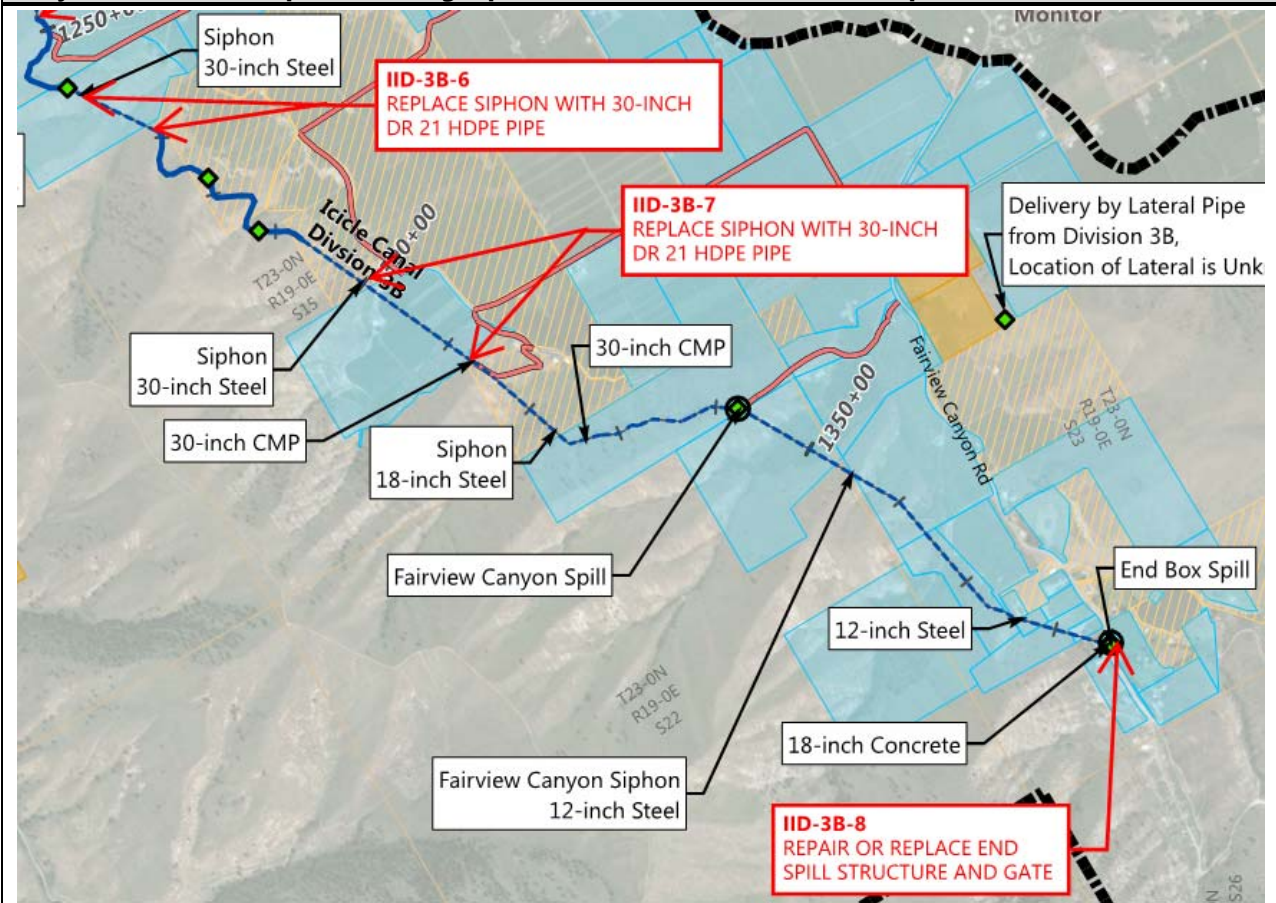 Monitor
1250+00
Siphon
30-inch Steel
IID-3B-6
REPLACE SIPHON WITH 30-INCH
DR 21 HDPE PIPE
IID-3B-7
REPLACE SIPHON WITH 30-INCH
DR 21 HDPE PIPE
Delivery by Lateral Pipe
from Division 3B,
Location of Lateral is Unk
Icicle Canal
Divsion 3B
T23-0N
R19-0E
S15
Siphon
30-inch Steel
30-inch CMP
30-inch CMP
Siphon
18-inch Steel
1350+00
Fairview Canyon Rd
T23-0N
R19-0E
S23
Fairview Canyon Spill
End Box Spill
12-inch Steel
T23-0N
R19-0E
S22
18-inch Concrete
Fairview Canyon Siphon
12-inch Steel
IID-3B-8
REPAIR OR REPLACE END
SPILL STRUCTURE AND GATE
S26